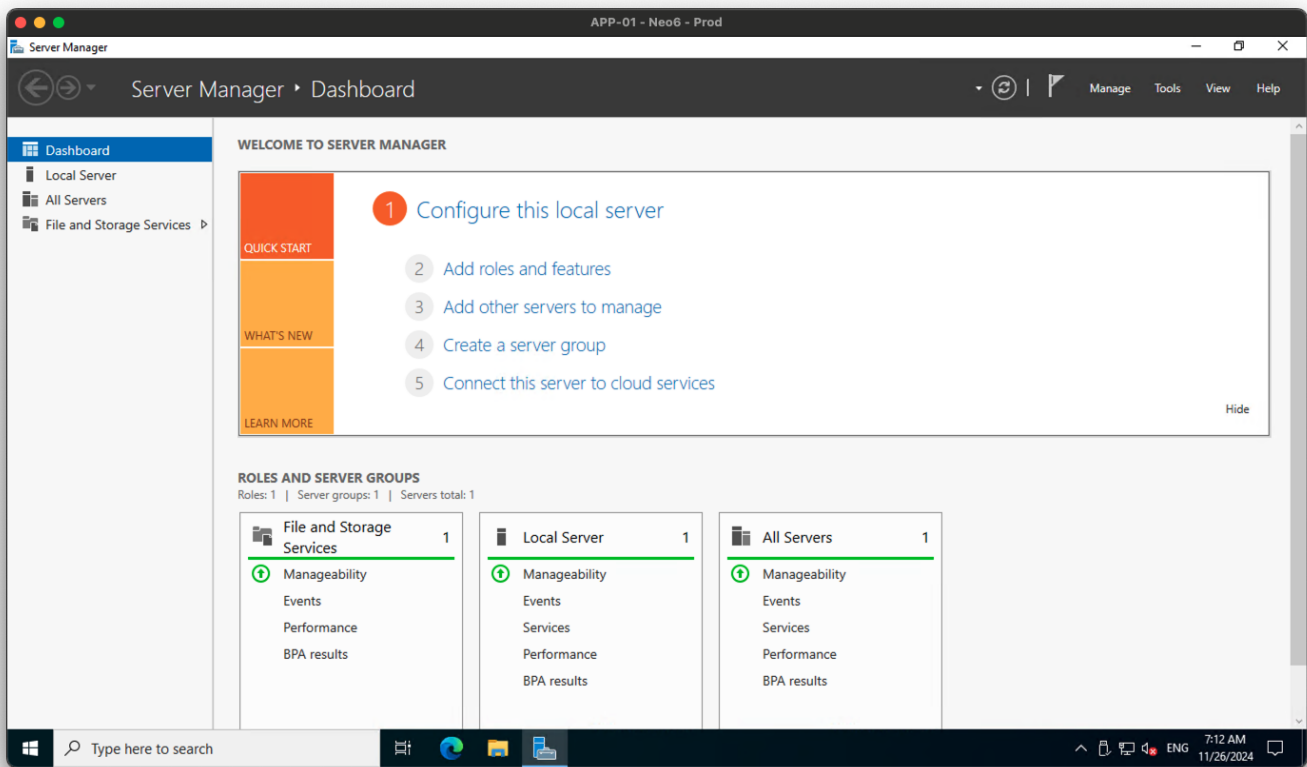 APP-01 - Neo6 - Prod
Server Manager
Server Manager ‣ Dashboard
Manage Tools View Help
Dashboard
Local Server
All Servers
File and Storage Services
WELCOME TO SERVER MANAGER
QUICK START
WHAT'S NEW
LEARN MORE
1 Configure this local server
2 Add roles and features
3 Add other servers to manage
4 Create a server group
5 Connect this server to cloud services
Hide
ROLES AND SERVER GROUPS
Roles: 1 | Server groups: 1 | Servers total: 1
File and Storage
Services 1
Manageability
Events
Performance
BPA results
Local Server 1
Manageability
Events
Services
Performance
BPA results
All Servers 1
Manageability
Events
Services
Performance
BPA results
Type here to search
ENG
7:12 AM
11/26/2024